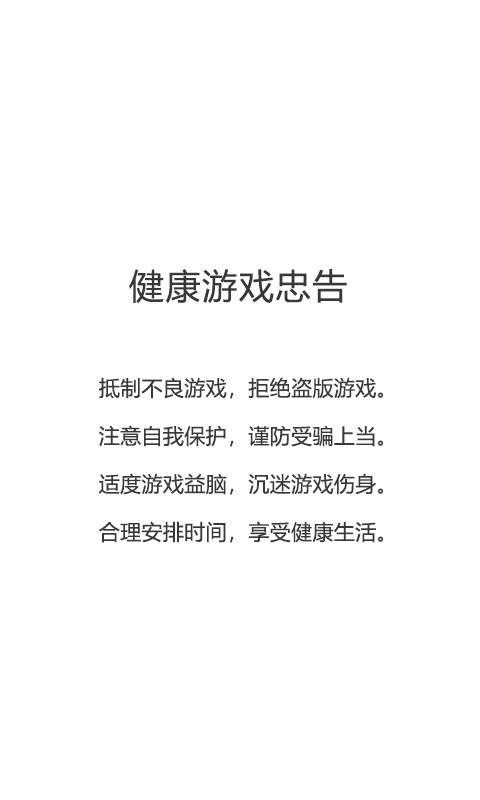 健康游戏忠告
抵制不良游戏，拒绝盗版游戏。
注意自我保护，谨防受骗上当。
适度游戏益脑，沉迷游戏伤身。
合理安排时间，享受健康生活。